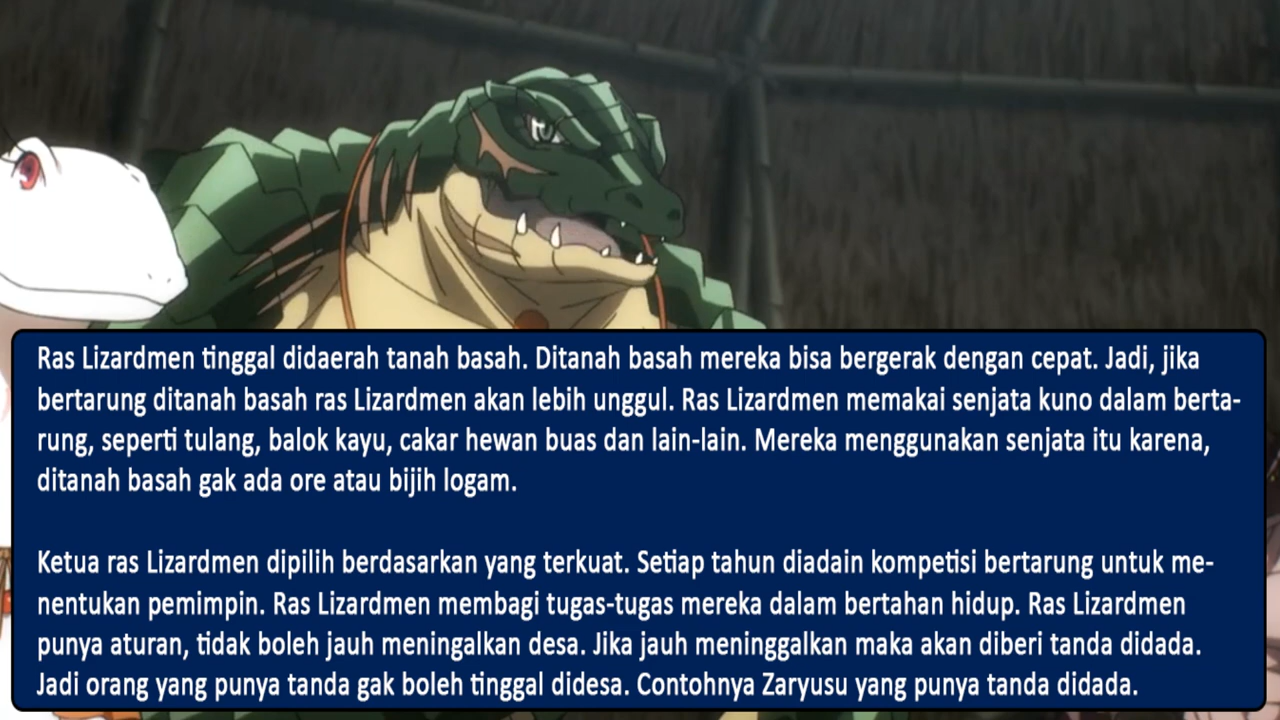 Ras Lizardmen tinggal didaerah tanah basah. Ditanah basah mereka bisa bergerak dengan cepat. Jadi, jika
bertarung ditanah basah ras Lizardmen akan lebih unggul. Ras Lizardmen memakai senjata kuno dalam berta-
rung, seperti tulang, balok kayu, cakar hewan buas dan lain-lain. Mereka menggunakan senjata itu karena,
ditanah basah gak ada ore atau bijih logam.
Ketua ras Lizardmen dipilih berdasarkan yang terkuat. Setiap tahun diadain kompetisi bertarung untuk me-
nentukan pemimpin. Ras Lizardmen membagi tugas-tugas mereka dalam bertahan hidup. Ras Lizardmen
punya aturan, tidak boleh jauh meningalkan desa. Jika jauh meninggalkan maka akan diberi tanda didada.
Jadi orang yang punya tanda gak boleh tinggal didesa. Contohnya Zaryusu yang punya tanda didada.